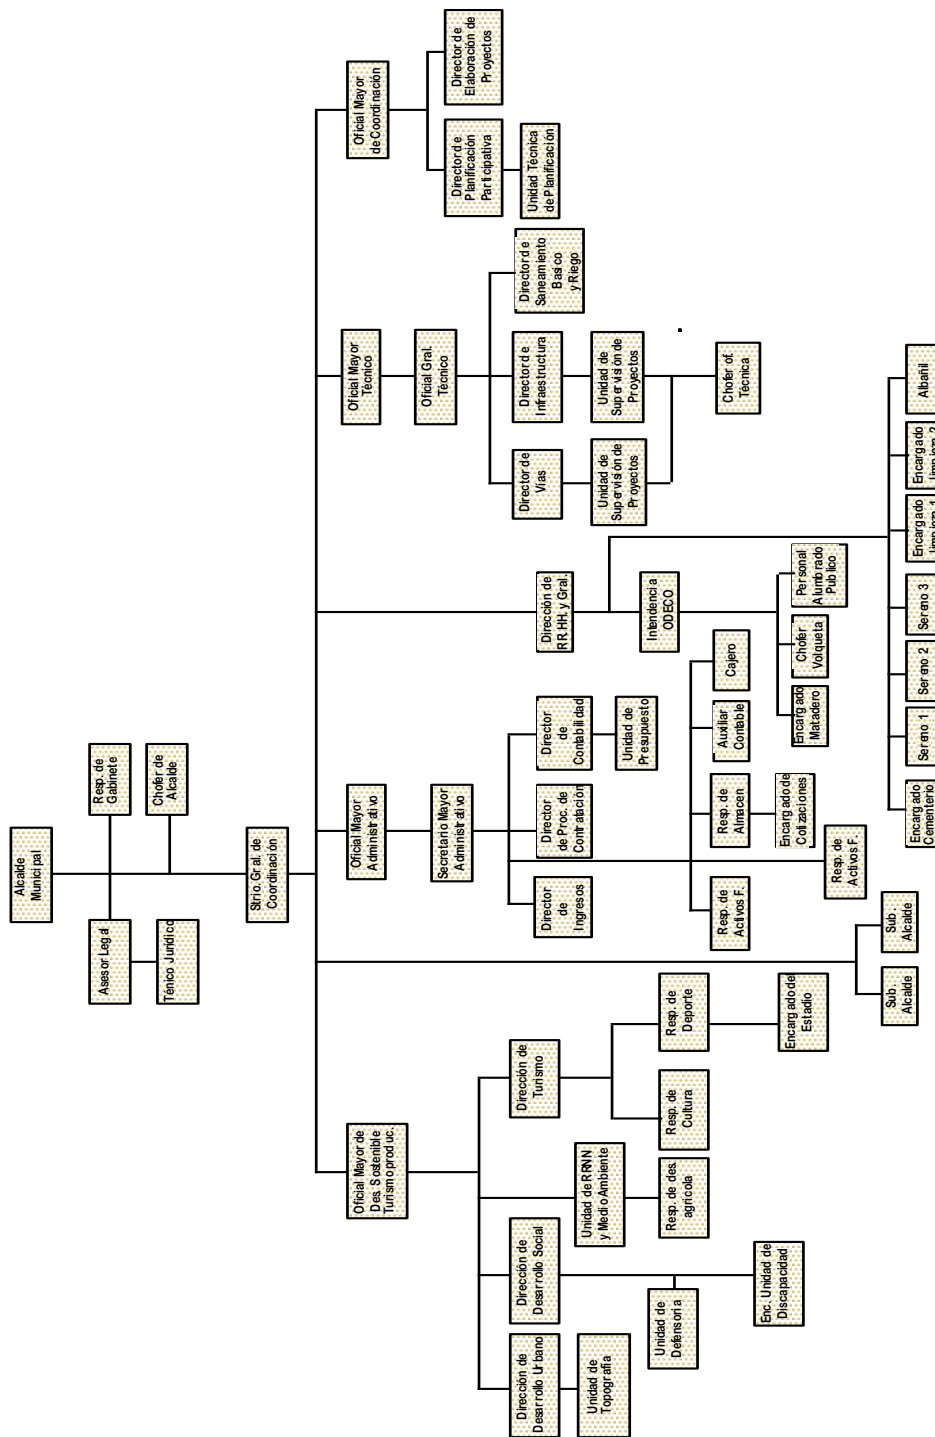 Alcalde
Municipal
Asesor Legal
Resp. de
Gabinete
Ténico Jurídico
Chofer de
Alcalde
Strio. Gral. de
Coordinación
Oficial Mayor de
Des. Sostenible
Turismo produc.
Oficial Mayor
Administrativo
Oficial Mayor
Técnico
Oficial Mayor
de Coordinación
Secretario Mayor
Administrativo
Oficial Gral.
Técnico
Director de
Planificación
Participativa
Director de
Elaboración de
Proyectos
Dirección de
Desarrollo Urbano
Dirección de
Desarrollo Social
Dirección de
Turismo
Director
de
Ingresos
Director
de Proc. de
Contratación
Director
de
Contabilidad
Dirección de
RR.HH. y Gral.
Director de
Vías
Director de
Infraestructura
Director de
Saneamiento
Basico
y Riego
Unidad Técnica
de Planificación
Unidad de
Topografía
Unidad de RRNN
y Medio Ambiente
Unidad de
Presupuesto
Unidad de
Supervisión de
Proyectos
Unidad de
Supervisión de
Proyectos
Unidad de
Defensoria
Resp. de des.
agrícola
Resp. de
Cultura
Resp. de
Deporte
Intendencia
ODECO
Resp. de
Activos F.
Resp. de
Almacen
Auxiliar
Contable
Cajero
Chofer of.
Técnica
Enc. Unidad de
Discapacidad
Encargado del
Estadio
Encargado de
Cotizaciones
Encargado
Matadero
Chofer
Volqueta
Personal
Alumbrado
Publico
Resp. de
Activos F.
Sub.
Alcalde
Sub.
Alcalde
Encargado
Cementerio
Sereno 1
Sereno 2
Sereno 3
Encargado
limpieza 1
Encargado
limpieza 2
Albañil